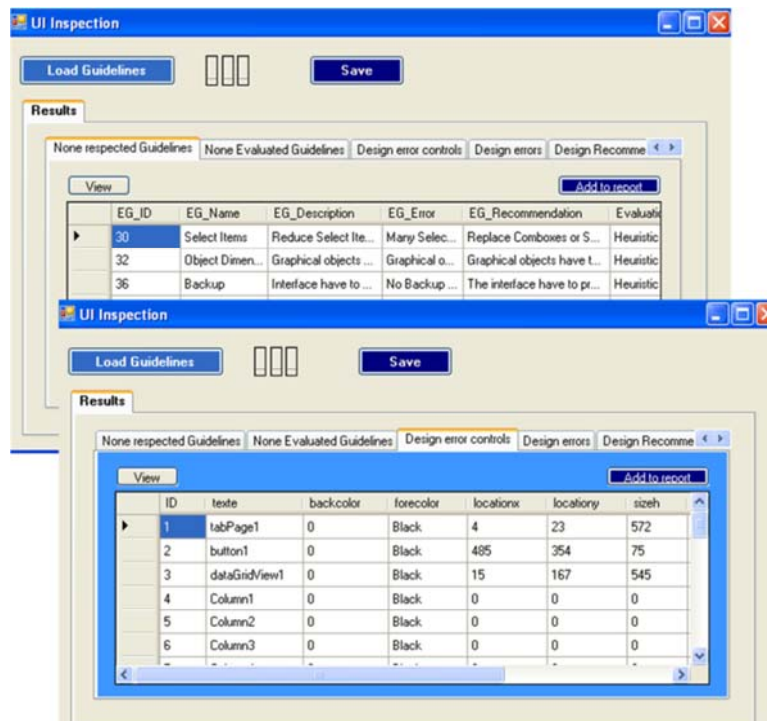 UI Inspection
Load Guidelines Save
Results
None respected Guidelines None Evaluated Guidelines Design error controls Design errors Design Recomme
View Add to report
EG_ID EG_Name EG_Description EG_Error EG_Recommendation Evaluatic
30 Select Items Reduce Select Ite... Many Selec... Replace Comboxes or S... Heuristic
32 Object Dimen... Graphical objects ... Graphical o... Graphical objects have t... Heuristic
36 Backup Interface have to ... No Backup ... The interface have to pr... Heuristic
UI Inspection
Load Guidelines Save
Results
None respected Guidelines None Evaluated Guidelines Design error controls Design errors Design Recomme
View Add to report
ID texte backcolor forecolor locationx locationy sizeh
1 tabPage1 0 Black 4 23 572
2 button1 0 Black 485 354 75
3 dataGridView1 0 Black 15 167 545
4 Column1 0 Black 0 0 0
5 Column2 0 Black 0 0 0
6 Column3 0 Black 0 0 0